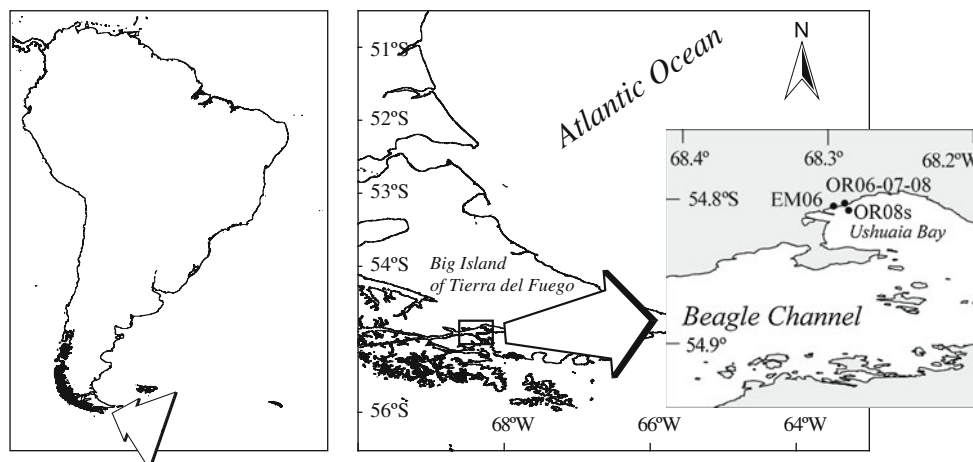 51ºS
52ºS
53ºS
54ºS
56ºS
68ºW
66ºW
64ºW
Atlantic Ocean
N
Big Island
of Tierra del Fuego
68.4º
68.3º
68.2ºW
54.8ºS
54.9º
EM06
OR06-07-08
OR08s
Ushuaia Bay
Beagle Channel